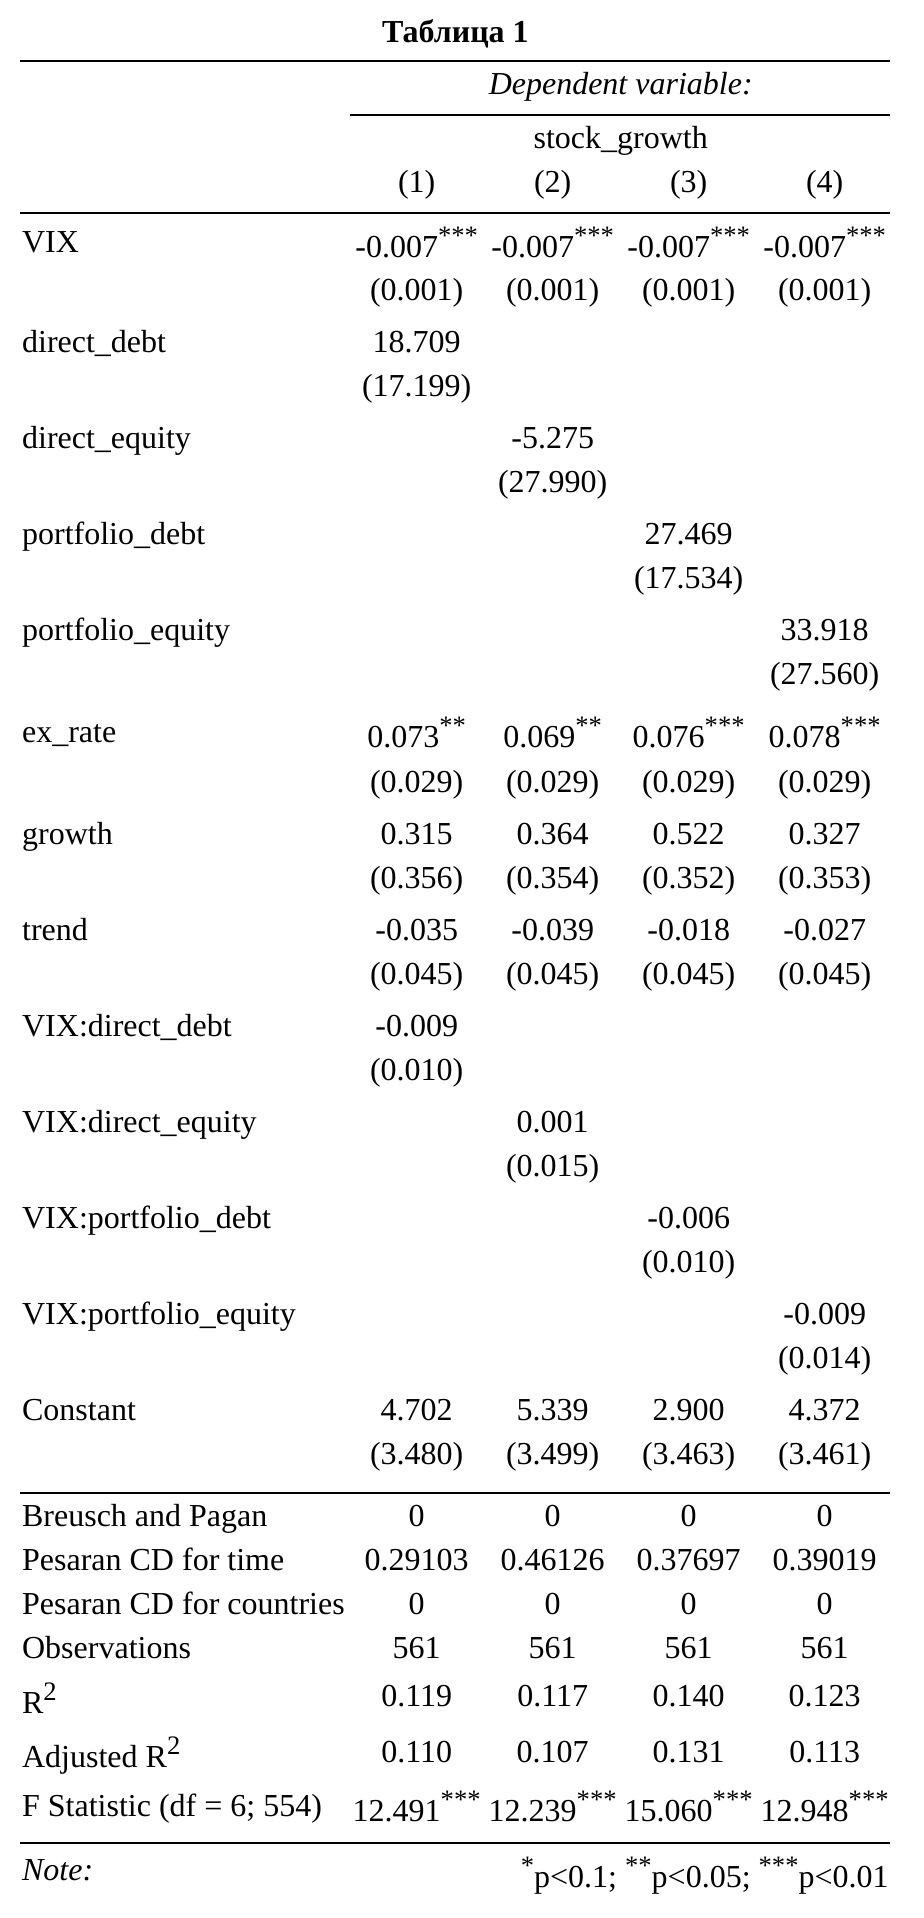 Таблица 1
Dependent variable:
stock_growth
(1) (2) (3) (4)
VIX -0.007*** -0.007*** -0.007*** -0.007***
(0.001) (0.001) (0.001) (0.001)
direct_debt 18.709
(17.199)
direct_equity -5.275
(27.990)
portfolio_debt 27.469
(17.534)
portfolio_equity 33.918
(27.560)
ex_rate 0.073** 0.069** 0.076*** 0.078***
(0.029) (0.029) (0.029) (0.029)
growth 0.315 0.364 0.522 0.327
(0.356) (0.354) (0.352) (0.353)
trend -0.035 -0.039 -0.018 -0.027
(0.045) (0.045) (0.045) (0.045)
VIX:direct_debt -0.009
(0.010)
VIX:direct_equity 0.001
(0.015)
VIX:portfolio_debt -0.006
(0.010)
VIX:portfolio_equity -0.009
(0.014)
Constant 4.702 5.339 2.900 4.372
(3.480) (3.499) (3.463) (3.461)
Breusch and Pagan 0 0 0 0
Pesaran CD for time 0.29103 0.46126 0.37697 0.39019
Pesaran CD for countries 0 0 0 0
Observations 561 561 561 561
R2 0.119 0.117 0.140 0.123
Adjusted R2 0.110 0.107 0.131 0.113
F Statistic (df = 6; 554) 12.491*** 12.239*** 15.060*** 12.948***
Note: *p<0.1; **p<0.05; ***p<0.01